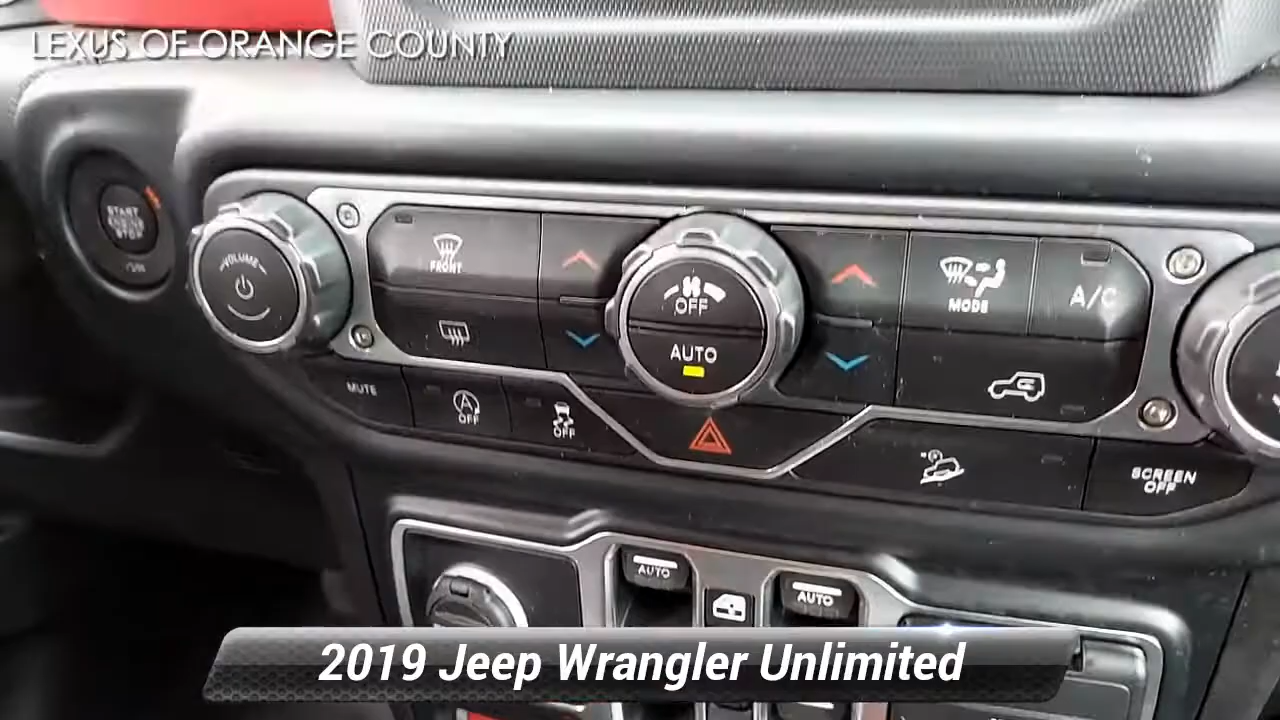 LEXUS OF ORANGE COUNTY
START
ENGINE
STOP
VOLUME
FRONT
OFF
AUTO
MODE
A/C
MUTE
OFF
OFF
SCREEN
OFF
AUTO
AUTO
2019 Jeep Wrangler Unlimited